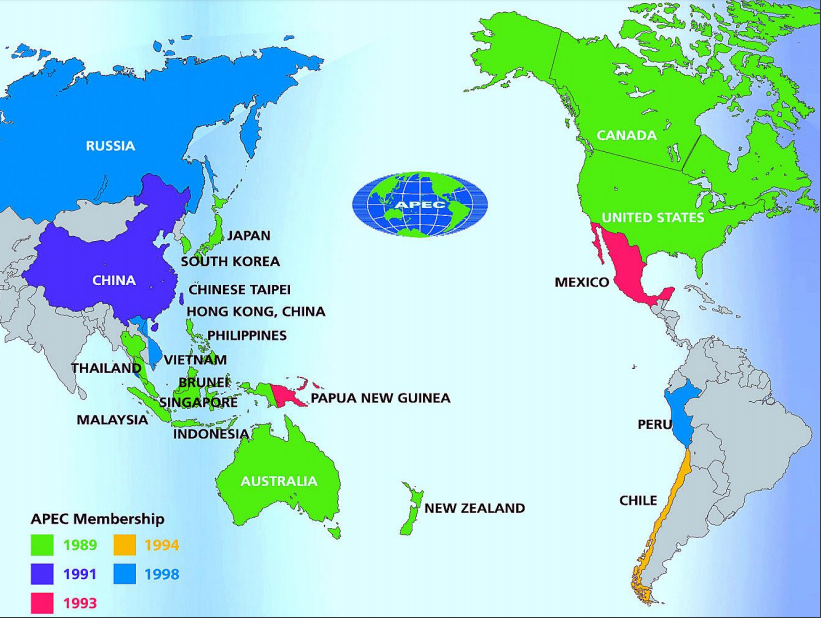 RUSSIA
CANADA
APEC
UNITED STATES
JAPAN
SOUTH KOREA
MEXICO
CHINA
CHINESE TAIPEI
HONG KONG, CHINA
PHILIPPINES
VIETNAM
THAILAND
BRUNEI
SINGAPORE
PAPUA NEW GUINEA
MALAYSIA
PERU
INDONESIA
AUSTRALIA
CHILE
NEW ZEALAND
APEC Membership
1989
1994
1991
1998
1993